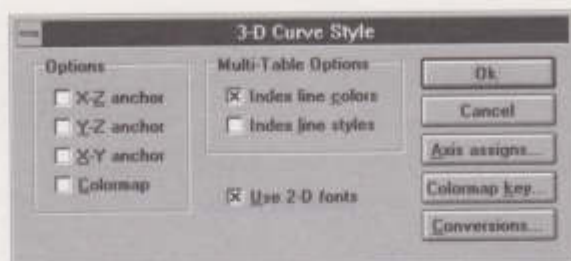 3-D Curve Style
Options
X-Z anchor
Y-Z anchor
X-Y anchor
Colormap
Multi-Table Options
Index line colors
Index line styles
Use 2-D fonts
Ok
Cancel
Axis assigns...
Colormap key...
Conversions...